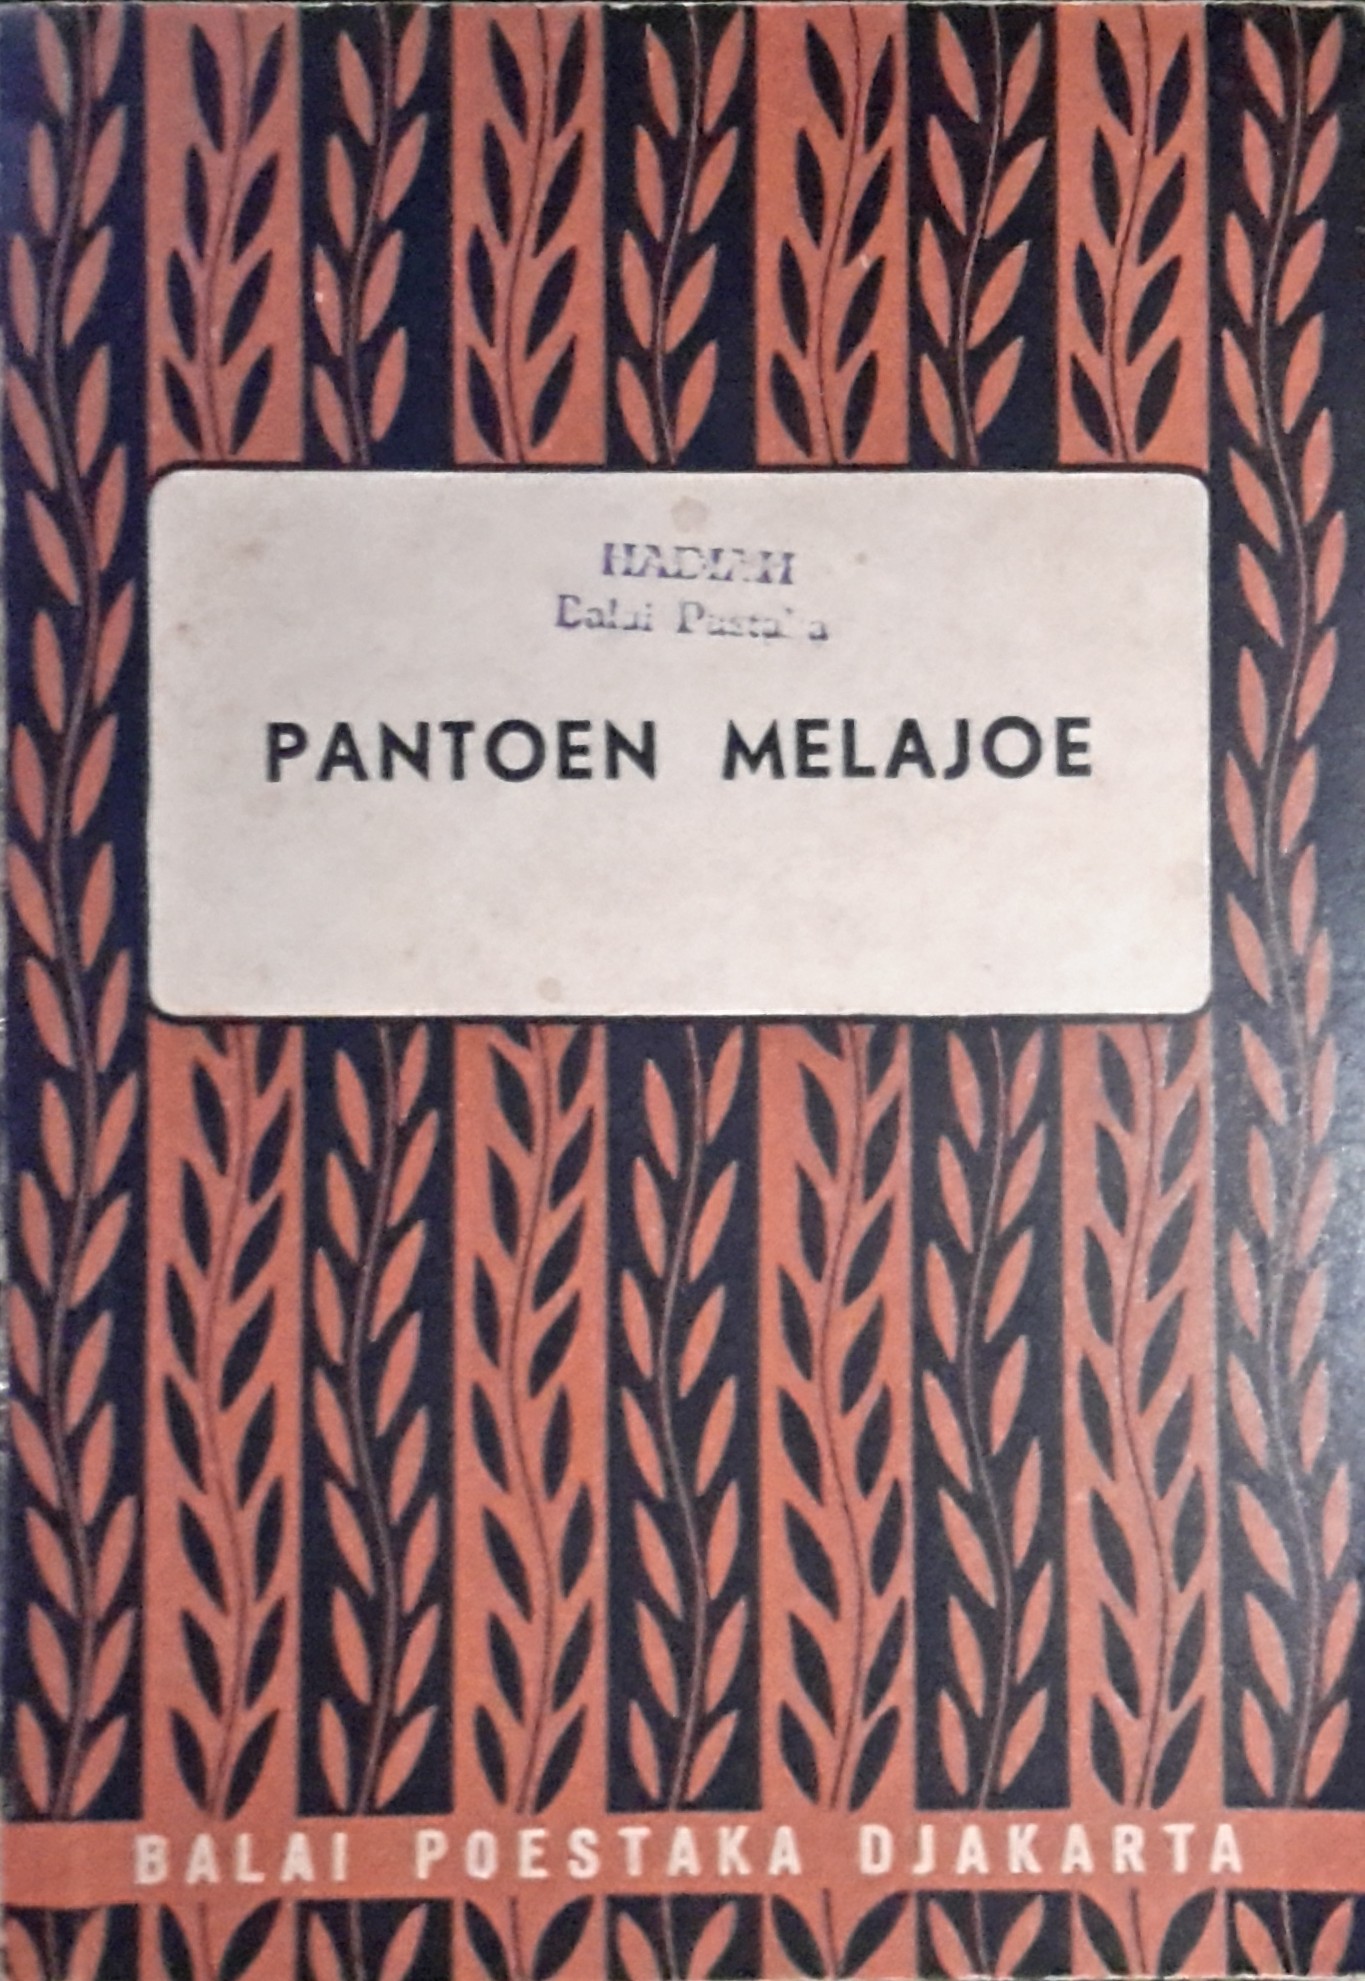 HADIAH
Balai Pustaka
PANTOEN MELAJOE
BALAI POESTAKA DJAKARTA